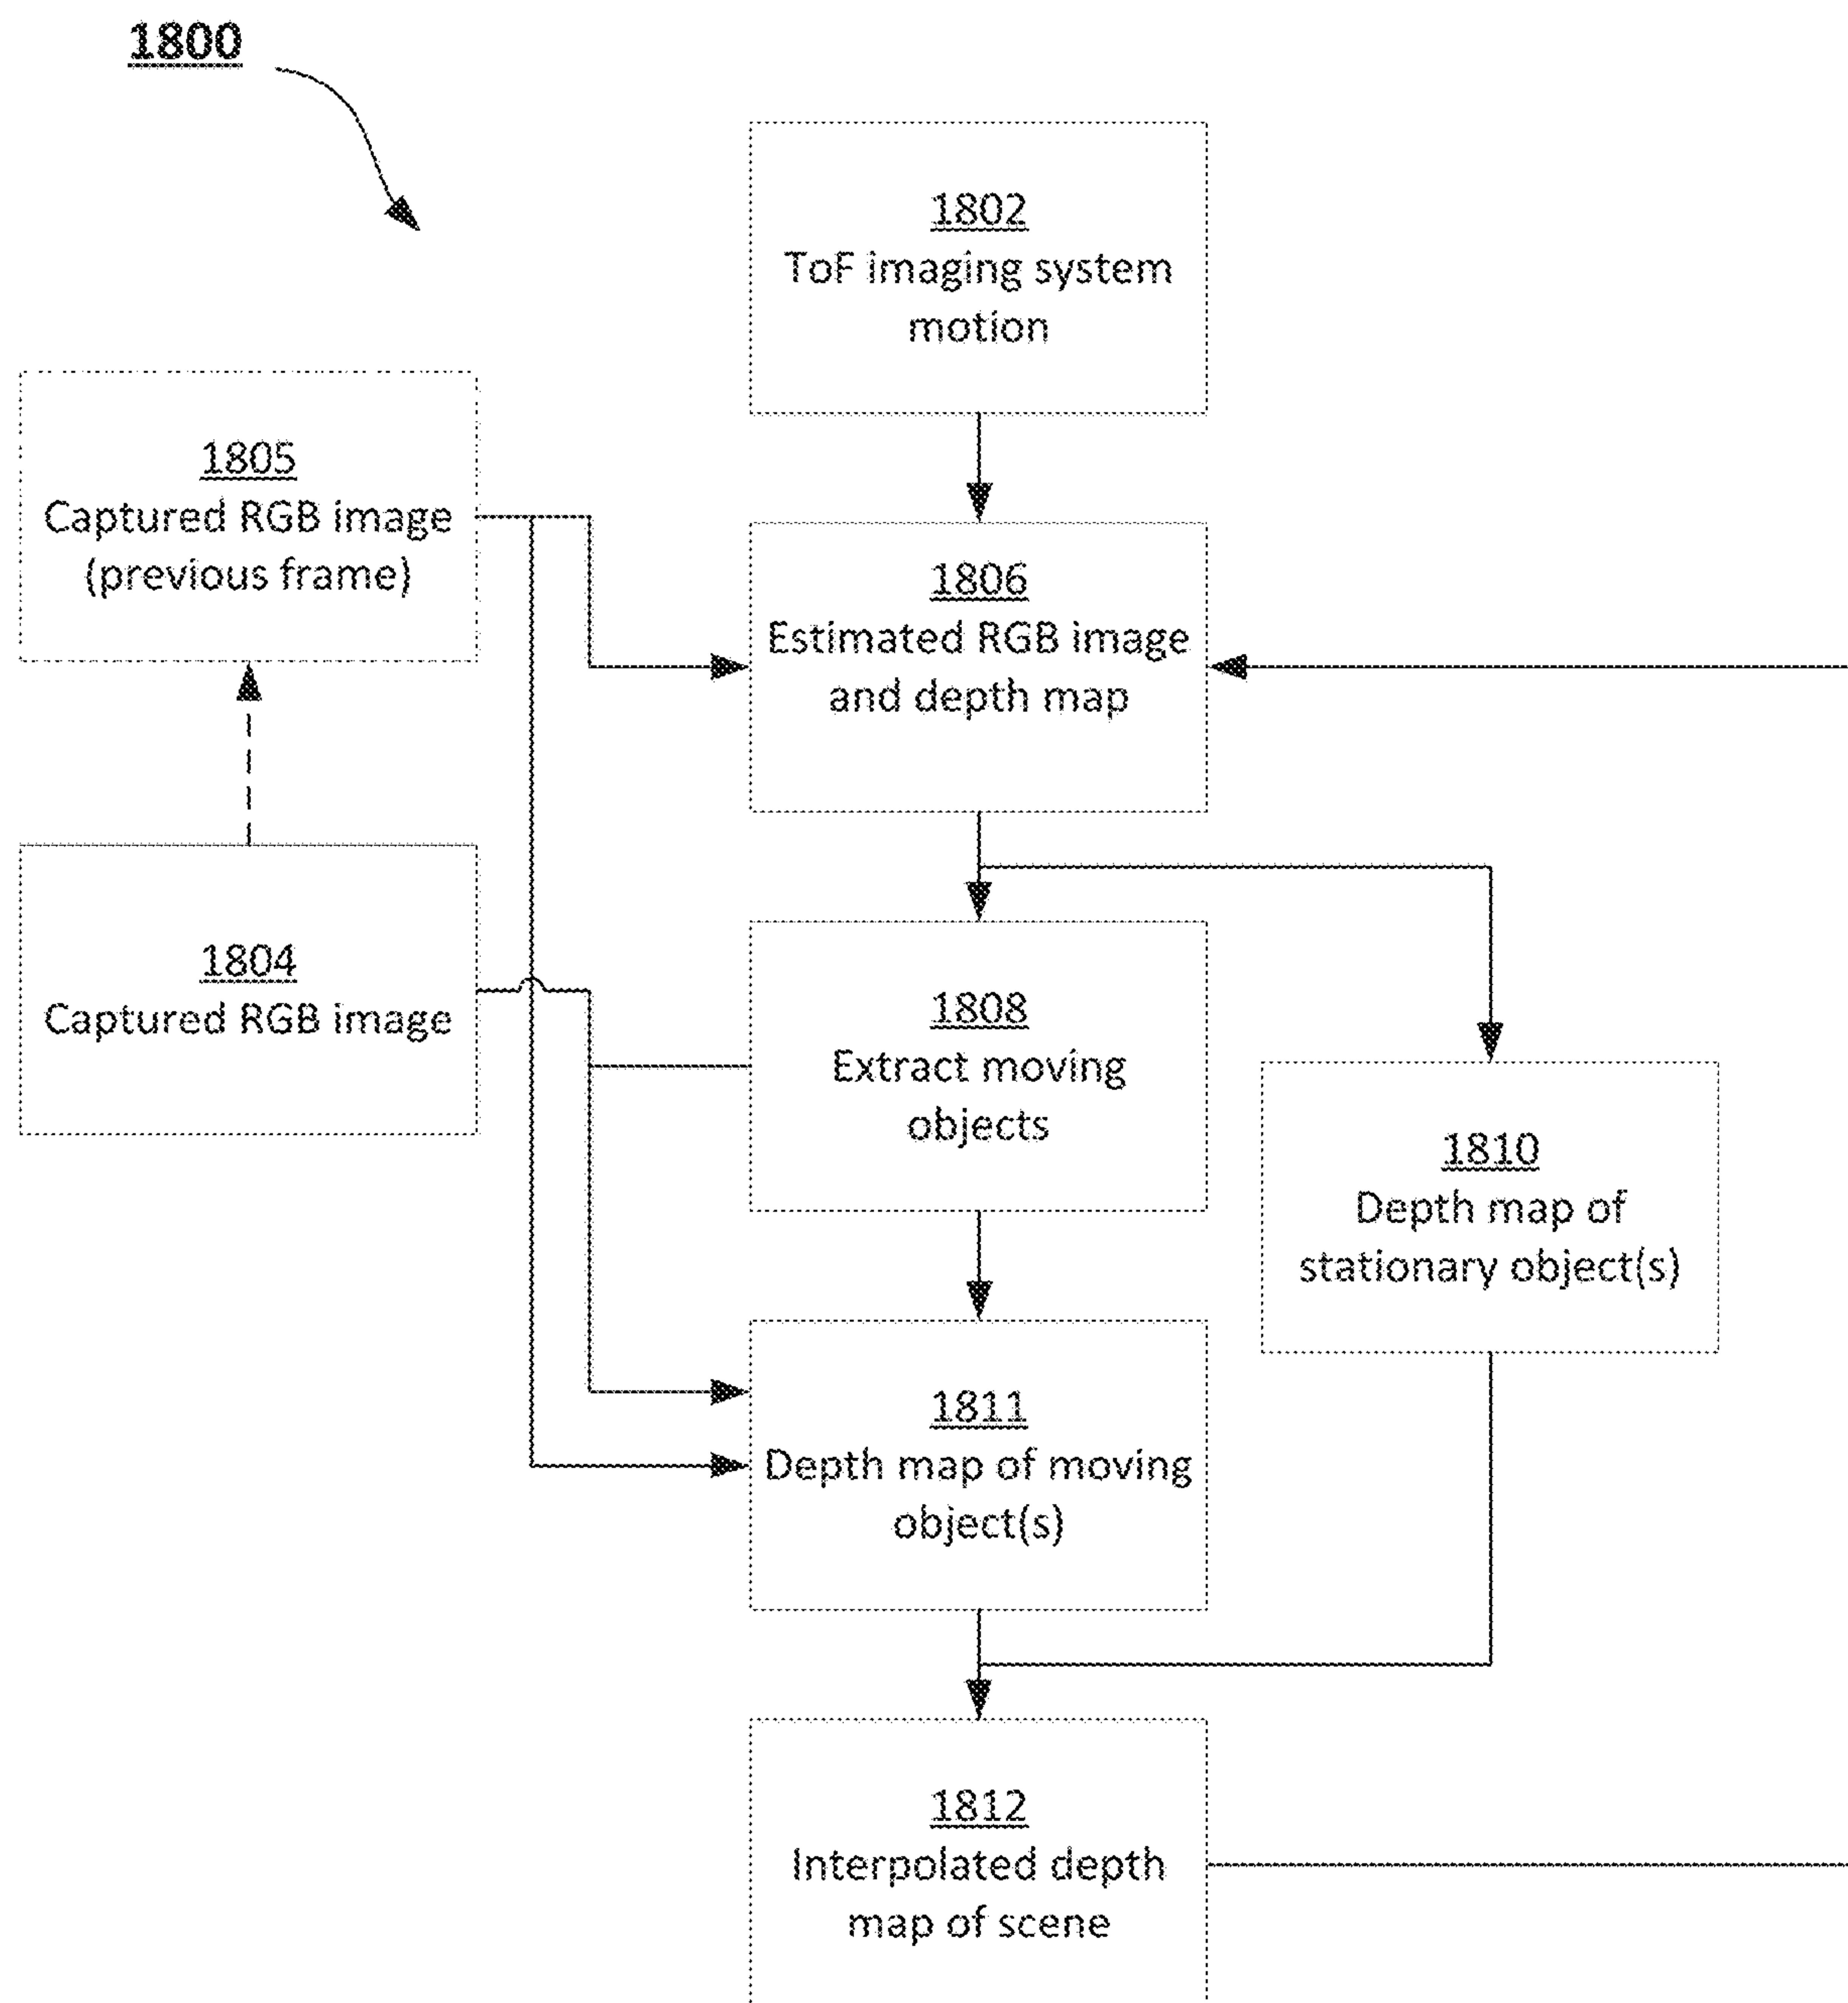 1800
1802
ToF imaging system
motion
1805
Captured RGB image
(previous frame)
1806
Estimated RGB image
and depth map
1804
Captured RGB image
1808
Extract moving
objects
1810
Depth map of
stationary object(s)
1811
Depth map of moving
object(s)
1812
Interpolated depth
map of scene